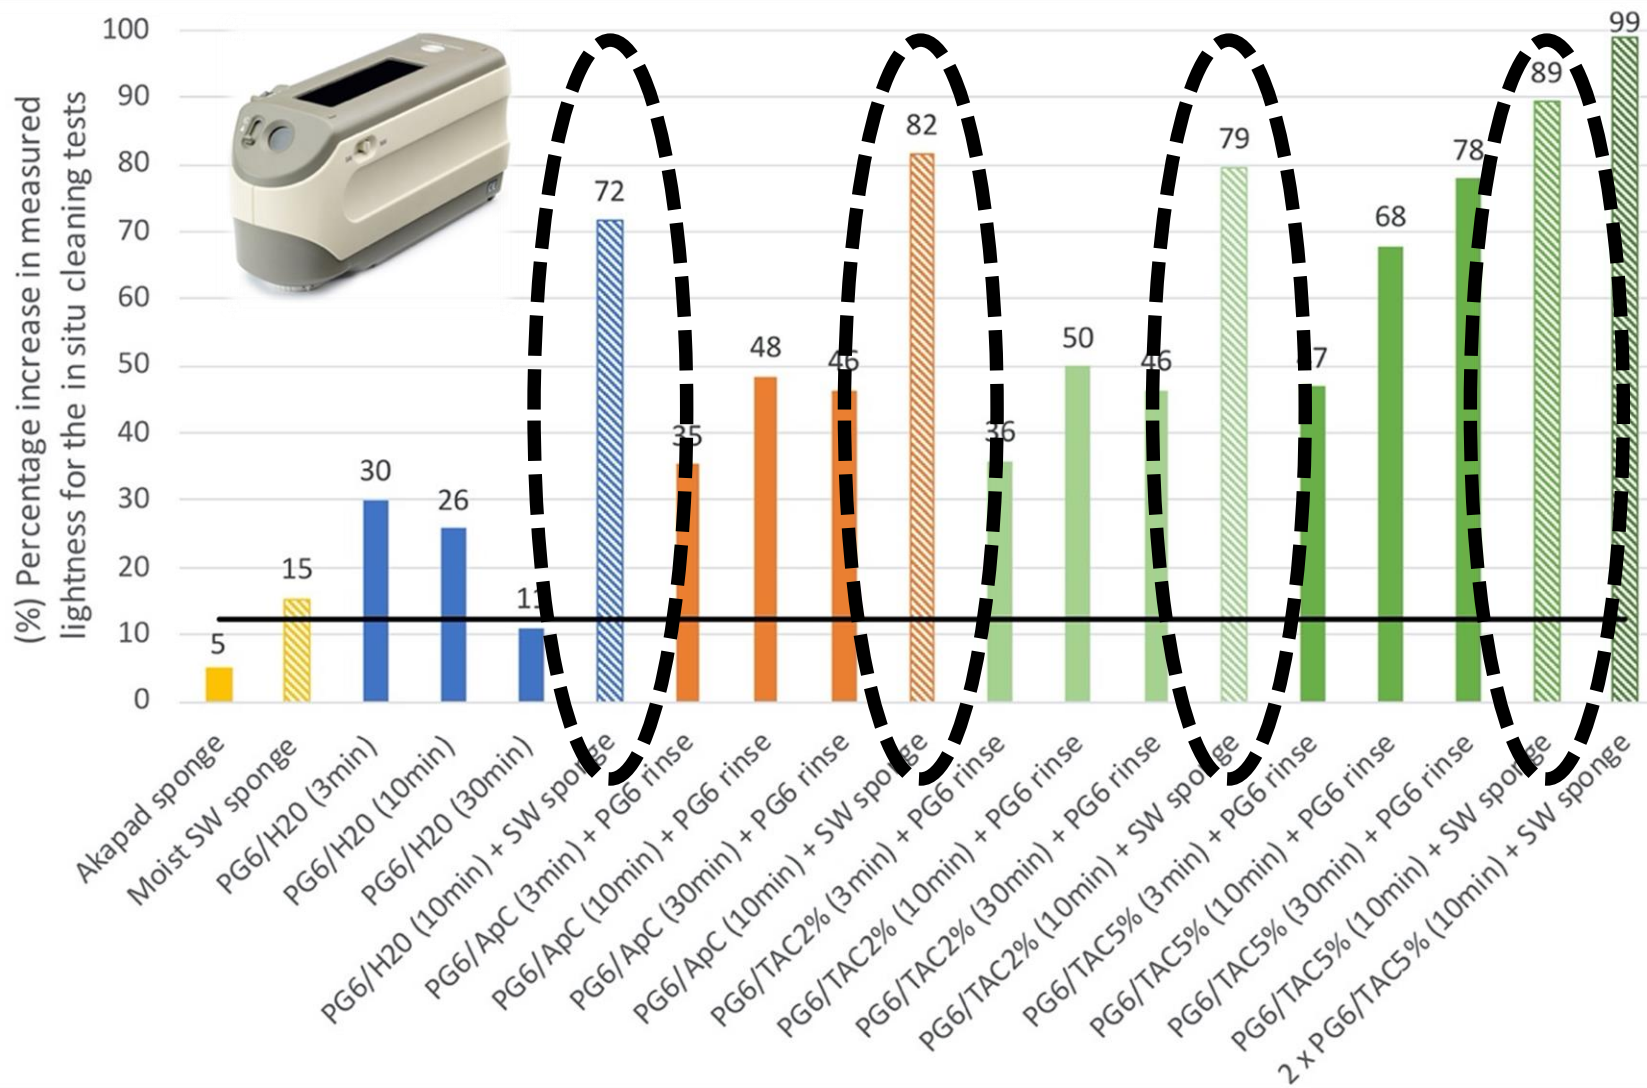 (%) Percentage increase in measured
lightness for the in situ cleaning tests
100
90
80
70
60
50
40
30
20
10
0
5
15
30
26
11
72
35
48
46
82
36
50
46
79
47
68
78
89
99
Akapad sponge
Moist SW sponge
PG6/H20 (3min)
PG6/H20 (10min)
PG6/H20 (30min)
PG6/H20 (10min) + SW sponge
PG6/ApC (3min) + PG6 rinse
PG6/ApC (10min) + PG6 rinse
PG6/ApC (30min) + PG6 rinse
PG6/ApC (10min) + SW sponge
PG6/TAC2% (3min) + PG6 rinse
PG6/TAC2% (10min) + PG6 rinse
PG6/TAC2% (30min) + PG6 rinse
PG6/TAC2% (10min) + SW sponge
PG6/TAC5% (3min) + PG6 rinse
PG6/TAC5% (10min) + PG6 rinse
PG6/TAC5% (30min) + PG6 rinse
PG6/TAC5% (10min) + SW sponge
2 x PG6/TAC5% (10min) + SW sponge